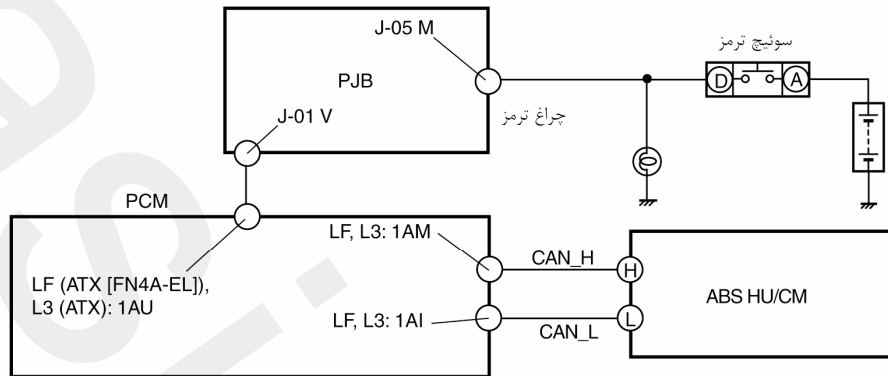 J-05 M
سوئیچ ترمز
PJB
D
A
J-01 V
چراغ ترمز
PCM
LF, L3: 1AM
CAN_H
H
LF (ATX [FN4A-EL]),
L3 (ATX): 1AU
ABS HU/CM
LF, L3: 1AI
CAN_L
L